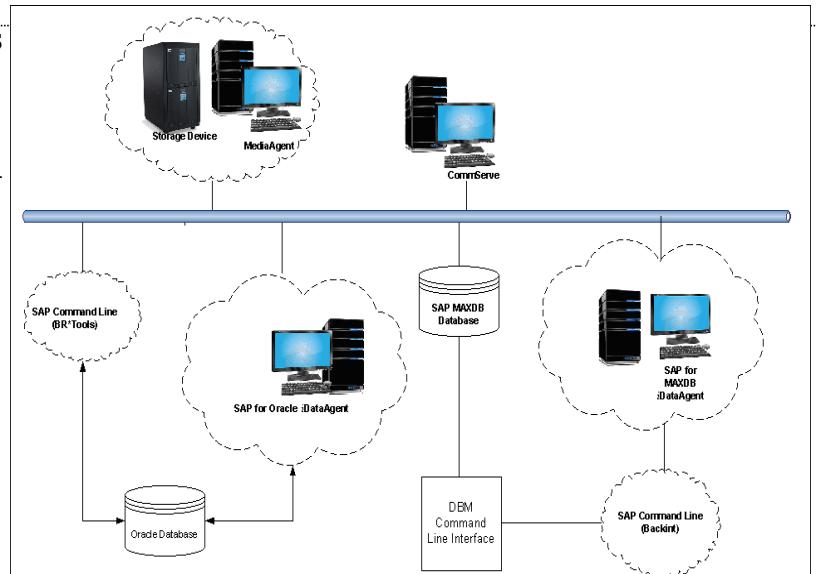 Storage Device
MediaAgent
CommServe
SAP Command Line
(BR*Tools)
SAP MAXDB
Database
SAP for
MAXDB
iDataAgent
SAP for Oracle iDataAgent
DBM
Command
Line Interface
SAP Command Line
(Backint)
Oracle Database